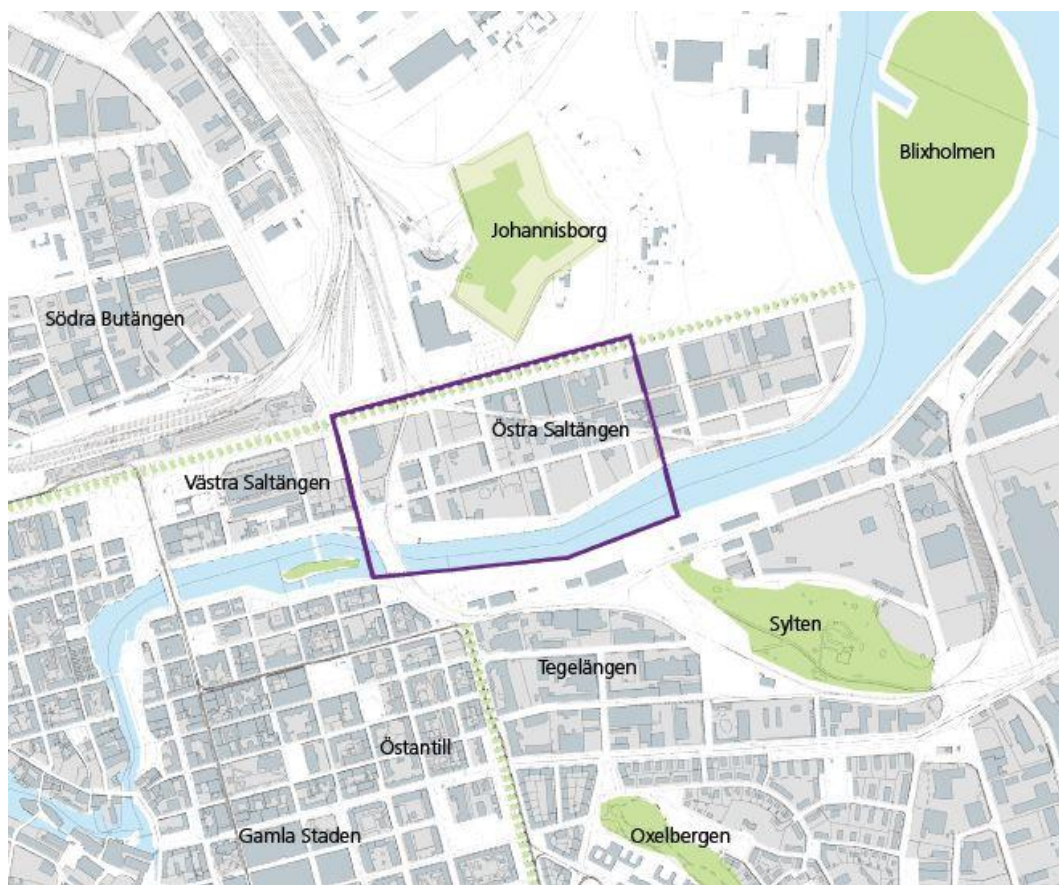 Blixholmen
Johannisborg
Södra Butängen
Östra Saltängen
Västra Saltängen
Sylten
Tegelängen
Östantill
Gamla Staden
Oxelbergen